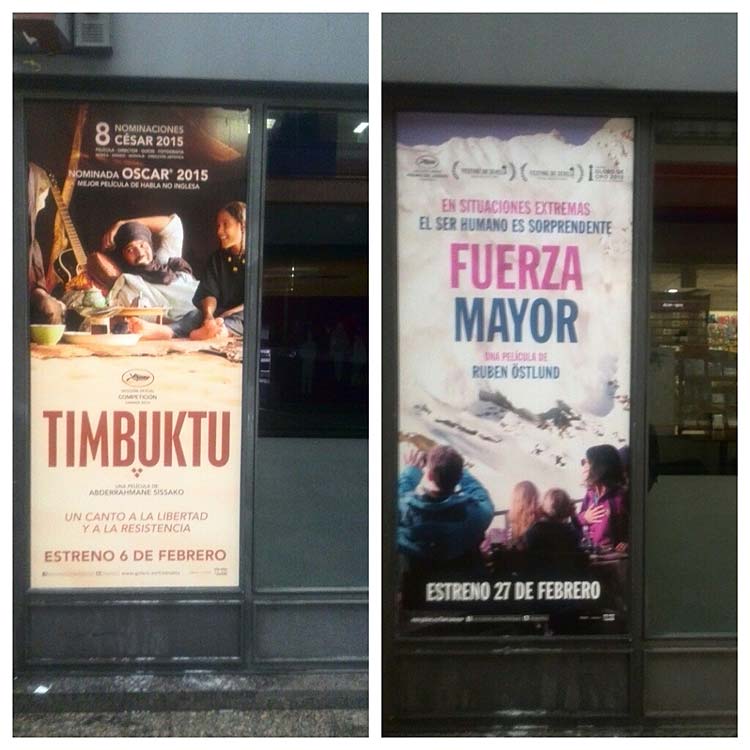 8 NOMINACIONES
CÉSAR 2015
NOMINADA OSCAR® 2015
MEJOR PELÍCULA DE HABLA NO INGLESA
COMPETICIÓN
TIMBUKTU
UNA PELÍCULA DE
ABDERRAHMANE SISSAKO
UN CANTO A LA LIBERTAD
Y A LA RESISTENCIA
ESTRENO 6 DE FEBRERO
EN SITUACIONES EXTREMAS
EL SER HUMANO ES SORPRENDENTE
FUERZA
MAYOR
UNA PELÍCULA DE
RUBEN ÖSTLUND
ESTRENO 27 DE FEBRERO